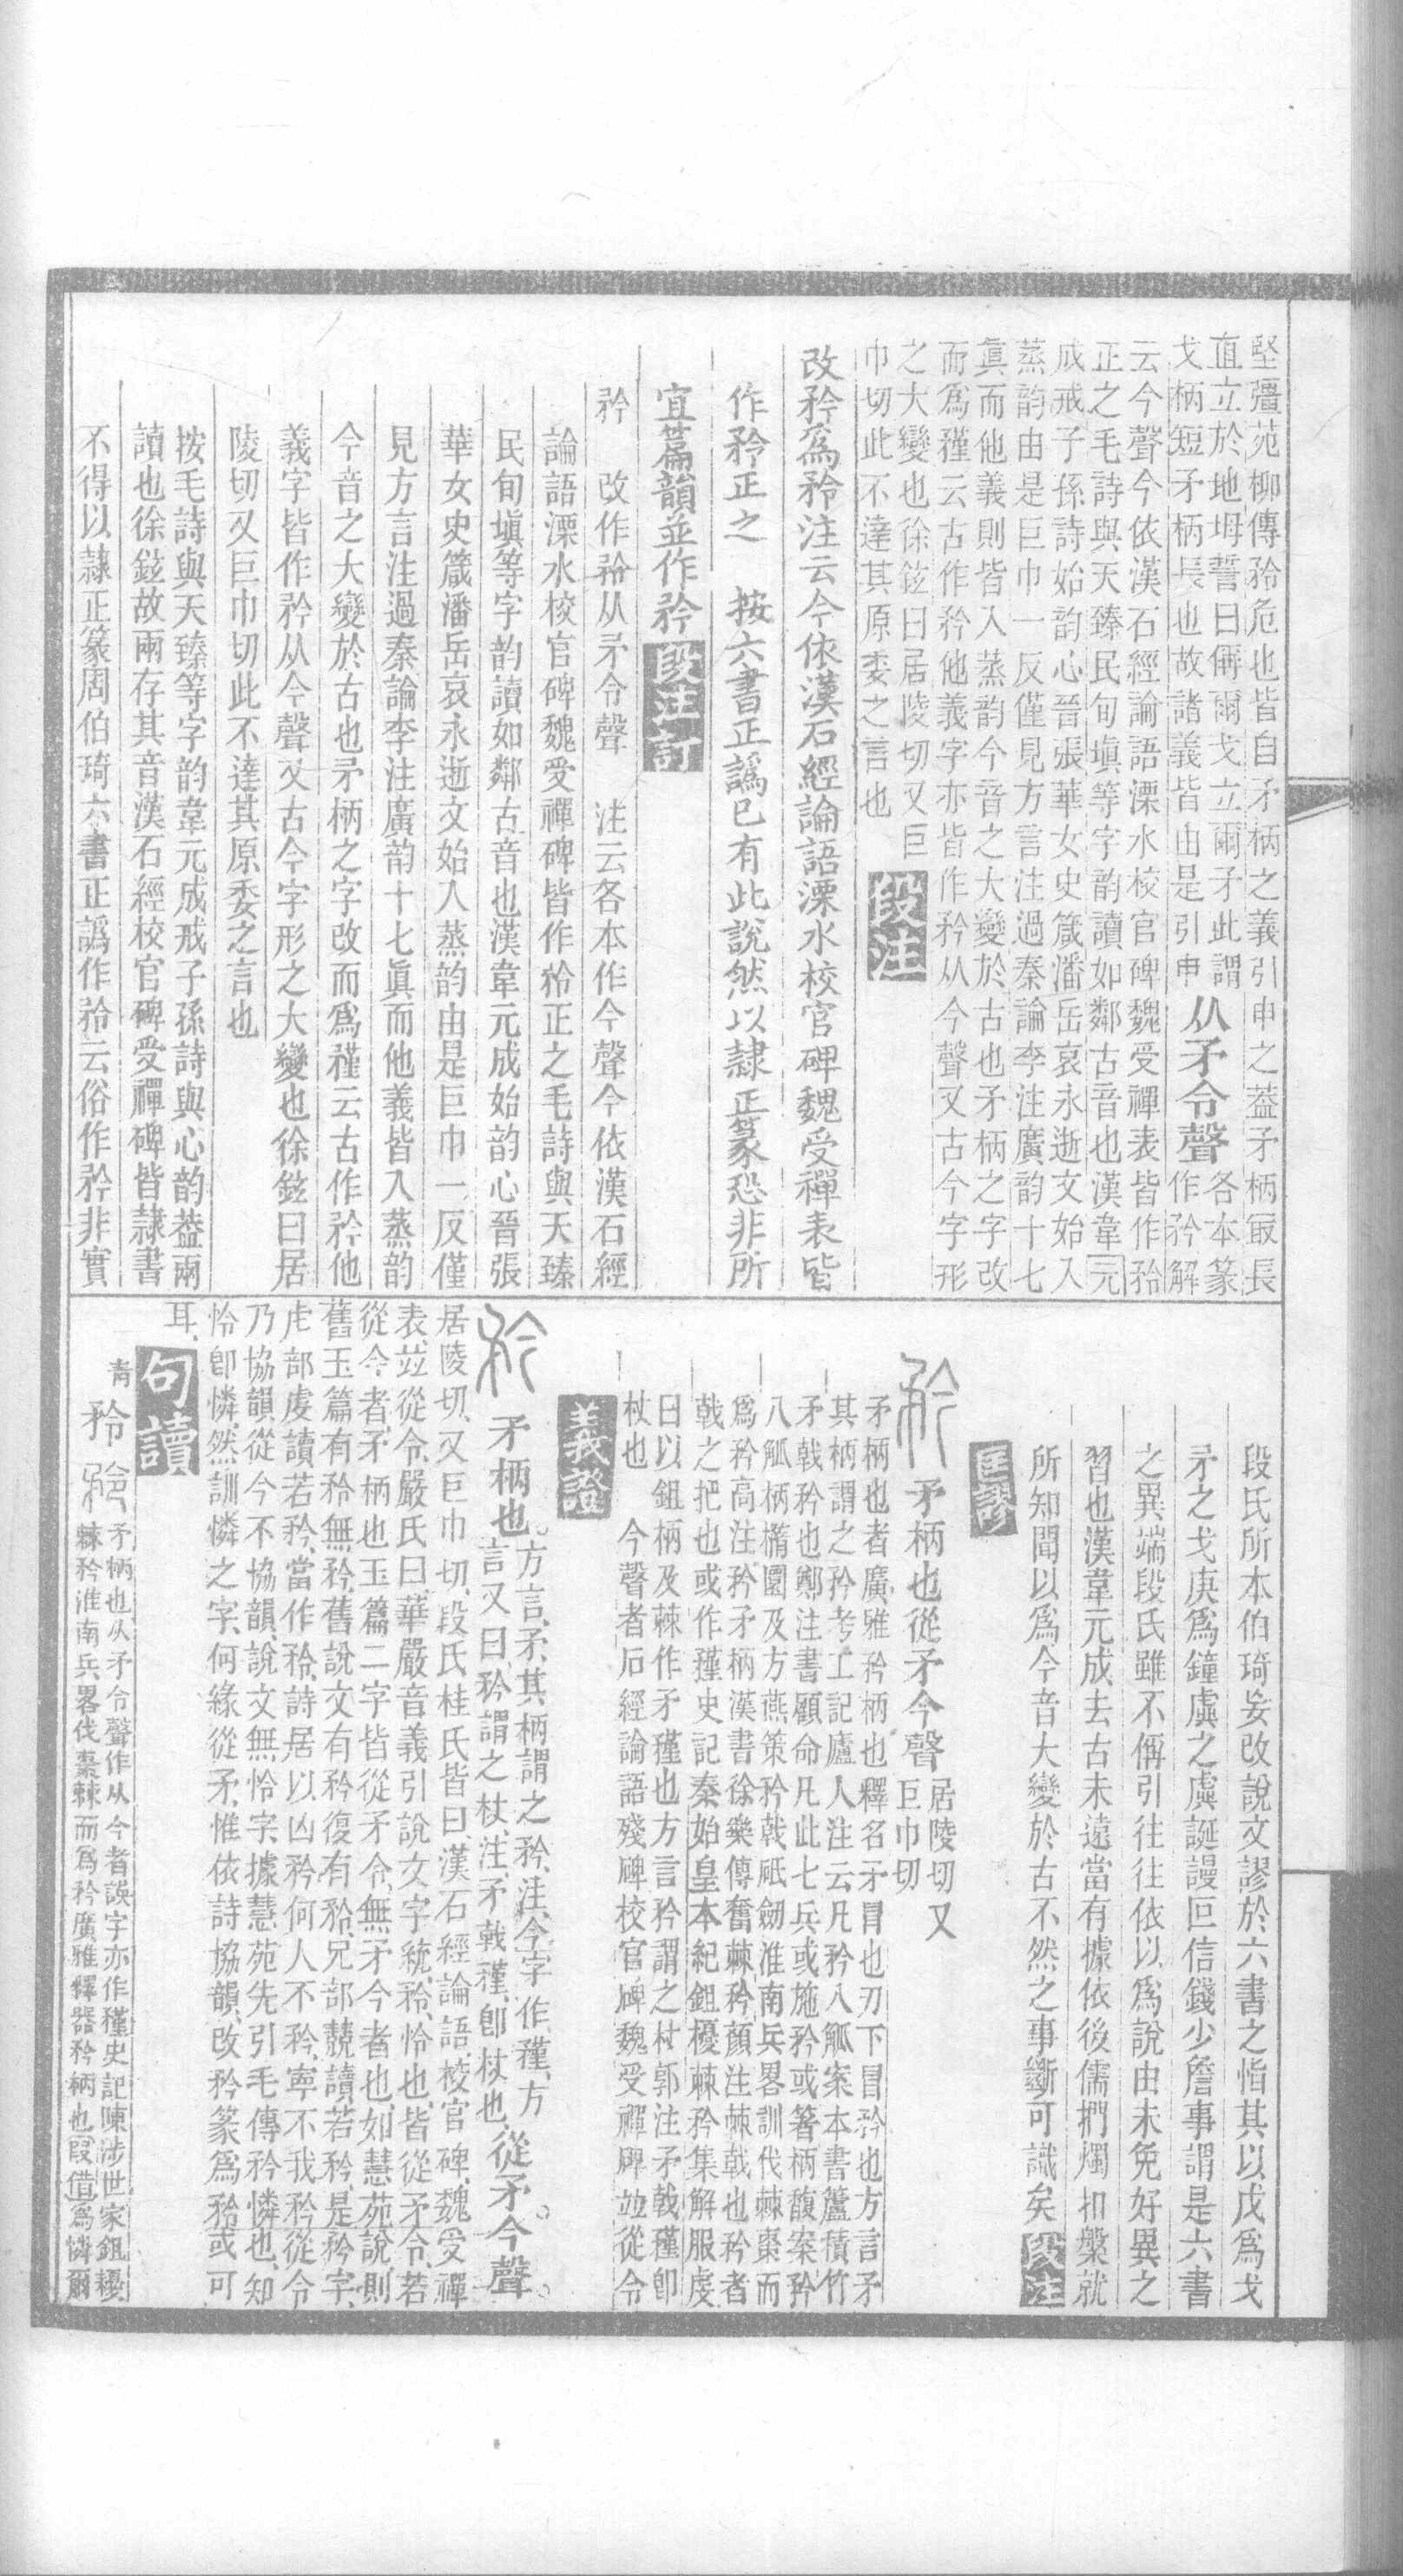 堅彊苑柳傳矜危也皆自矛柄之義引申之葢矛柄㝡長
直立於地坶誓曰偁爾戈立爾矛此謂
戈柄短矛柄長也故諸義皆由是引申
从矛令聲
各本篆
作矜解
云今聲今依漢石經論語溧水校官碑魏受禪表皆作矝
正之毛詩與天臻民旬塡等字韵讀如鄰古音也漢韋元
成戒子孫詩始韵心晉張華女史箴潘岳哀永逝文始入
蒸韵由是巨巾一反僅見方言注過秦論李注廣韵十七
眞而他義則皆入蒸韵今音之大變於古也矛柄之字改
而爲䅌云古作矜他義字亦皆作矜从今聲又古今字形
之大變也徐鉉曰居陵切又巨
巾切此不達其原委之言也
段注
改矜爲矝注云今依漢石經論語溧水校官碑魏受禪表皆
作矝正之　按六書正譌已有此說然以隸正篆恐非所
宜篇韻並作矜
段注訂
矜　改作矝从矛令聲　注云各本作今聲今依漢石經
論語溧水校官碑魏受禪碑皆作矝正之毛詩與天臻
民旬塡等字韵讀如鄰古音也漢韋元成始韵心晉張
華女史箴潘岳哀永逝文始入蒸韵由是巨巾一反僅
見方言注過秦論李注廣韵十七眞而他義皆入蒸韵
今音之大變於古也矛柄之字改而爲䅌云古作矜他
義字皆作矜从今聲又古今字形之大變也徐鉉曰居
陵切又巨巾切此不達其原委之言也
按毛詩與天臻等字韵韋元成戒子孫詩與心韵葢兩
讀也徐鉉故兩存其音漢石經校官碑受禪碑皆隸書
不得以隸正篆周伯琦六書正譌作矝云俗作矜非實
段氏所本伯琦妄改說文謬於六書之恉其以戊爲戈
矛之戈庚爲鐘虡之虡誕謾叵信錢少詹事謂是六書
之異端段氏雖不偁引往往依以爲說由未免好異之
習也漢韋元成去古未遠當有據依後儒捫燭扣槃就
所知聞以爲今音大變於古不然之事斷可識矣
段注
匡謬
矛柄也從矛今聲
居陵切又
巨巾切
矛柄也者廣雅矜柄也釋名矛冒也刃下冒矜也方言矛
其柄謂之矜考工記廬人注云凡矜八觚案本書籚積竹
矛戟矜也鄭注書顧命凡此七兵或施矜或箸柄馥案矜
八觚柄橢圜及方燕策矜戟砥劒淮南兵畧訓伐棘棗而
爲矜高注矜矛柄漢書徐樂傳奮棘矜顏注棘戟也矜者
戟之把也或作䅌史記秦始皇本紀鉏櫌棘矜集解服虔
曰以鉏柄及棘作矛䅌也方言矜謂之杖郭注矛戟䅌卽
杖也　今聲者石經論語殘碑校官碑魏受禪碑竝從令
義證
矛柄也
方言、矛、其柄謂之矜、注、今字作䅌、方
言又曰、矜謂之杖、注、矛戟䅌、卽杖也、
從矛今聲
居陵切、又巨巾切、段氏桂氏皆曰、漢石經論語、校官碑、魏受禪
表、竝從令、嚴氏曰、華嚴音義引說文字統、矝、怜也、皆從矛令、若
從今者、矛柄也、玉篇二字皆從矛令、無矛今者也、如慧苑說、則
舊玉篇有矝無矜、舊說文有矜復有矝、兄部兢讀若矜、是矜字、
虍部虔讀若矜、當作矝、詩居以凶矜何人不矜、寧不我矜、從令
乃協韻從今不協韻、說文無怜字、據慧苑先引毛傳矜憐也、知
怜卽憐、然訓憐之字、何緣從矛、惟依詩協韻、改矜篆爲矝或可
耳、
句讀
青
矝
矛柄也从矛令聲作从今者誤字亦作䅌史記陳涉世家鉏櫌
棘矜淮南兵畧伐棗棘而爲矜廣雅釋器矜柄也（叚借）爲憐爾